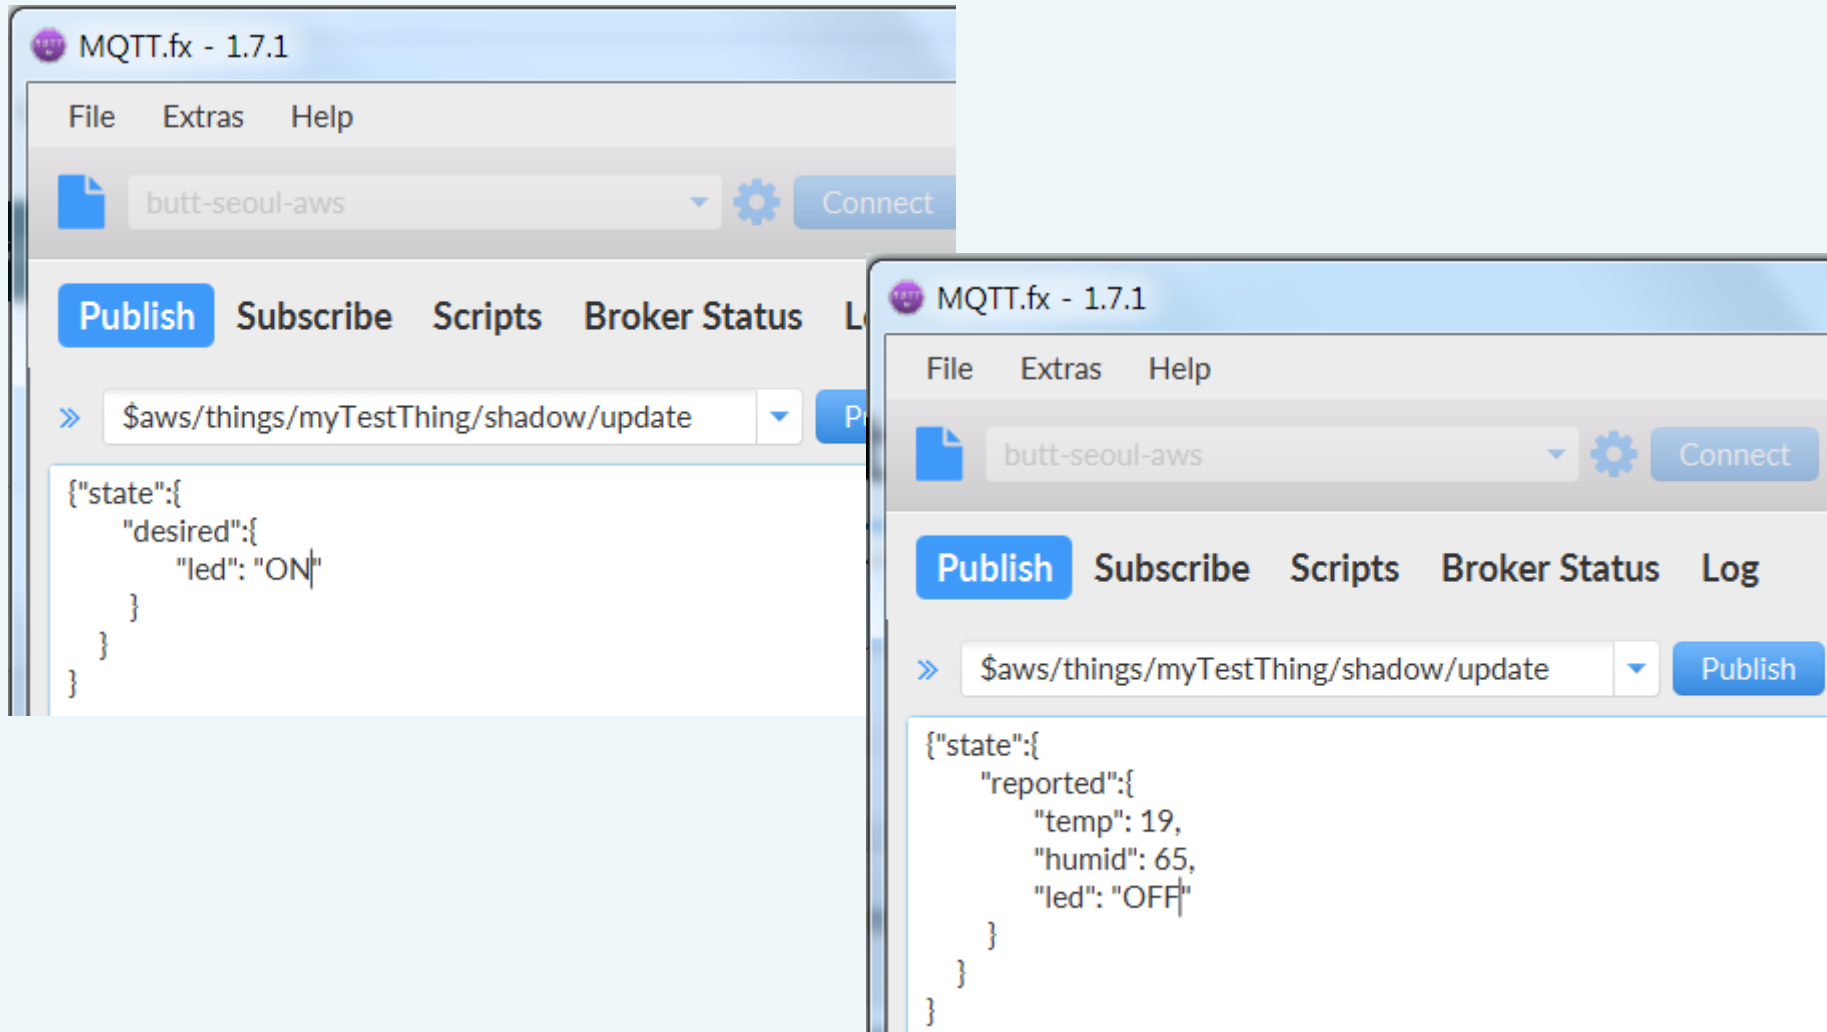 MQTT.fx - 1.7.1
File Extras Help
butt-seoul-aws Connect
Publish Subscribe Scripts Broker Status
$aws/things/myTestThing/shadow/update
{"state":{
"desired":{
"led": "ON"
}
}
}
MQTT.fx - 1.7.1
File Extras Help
butt-seoul-aws Connect
Publish Subscribe Scripts Broker Status Log
$aws/things/myTestThing/shadow/update Publish
{"state":{
"reported":{
"temp": 19,
"humid": 65,
"led": "OFF"
}
}
}